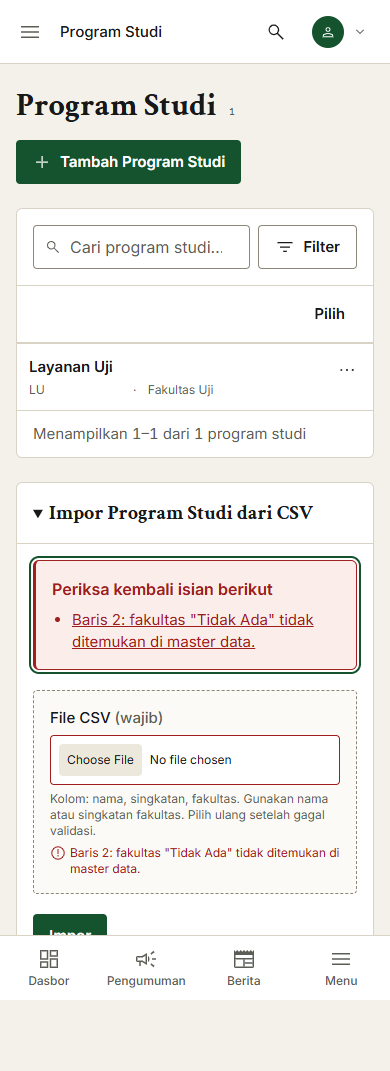 Program Studi
Program Studi 1
Tambah Program Studi
Cari program studi...
Filter
Pilih
Layanan Uji
...
LU · Fakultas Uji
Menampilkan 1–1 dari 1 program studi
▼ Impor Program Studi dari CSV
Periksa kembali isian berikut
• Baris 2: fakultas "Tidak Ada" tidak
ditemukan di master data.
File CSV (wajib)
Choose File No file chosen
Kolom: nama, singkatan, fakultas. Gunakan nama
atau singkatan fakultas. Pilih ulang setelah gagal
validasi.
Baris 2: fakultas "Tidak Ada" tidak ditemukan di
master data.
Impor
Dasbor
Pengumuman
Berita
Menu